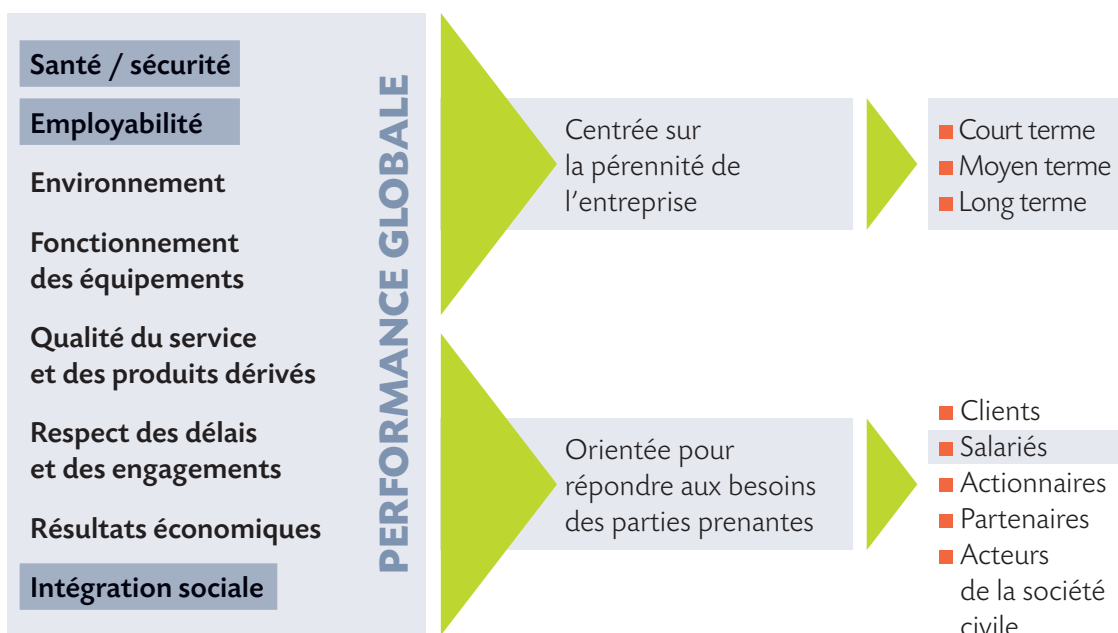 Santé / sécurité
Employabilité
Environnement
Fonctionnement
des équipements
Qualité du service
et des produits dérivés
Respect des délais
et des engagements
Résultats économiques
Intégration sociale
PERFORMANCE GLOBALE
Centrée sur
la pérennité de
l'entreprise
Court terme
Moyen terme
Long terme
Orientée pour
répondre aux besoins
des parties prenantes
Clients
Salariés
Actionnaires
Partenaires
Acteurs
de la société
civile